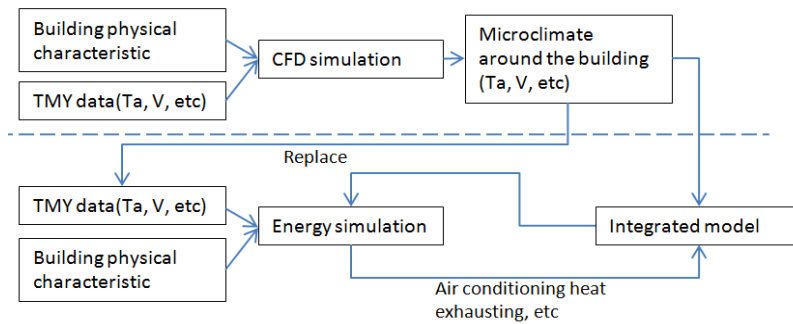 Building physical
characteristic
TMY data(Ta, V, etc)
CFD simulation
Microclimate
around the building
(Ta, V, etc)
Replace
TMY data(Ta, V, etc)
Building physical
characteristic
Energy simulation
Integrated model
Air conditioning heat
exhausting, etc